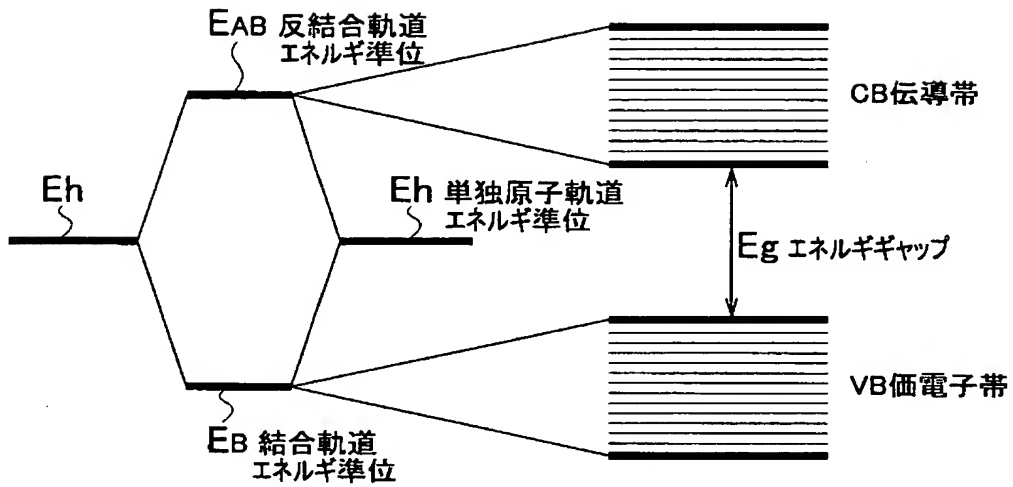 EAB 反結合軌道
エネルギ準位
CB伝導帯
Eh
Eh 単独原子軌道
エネルギ準位
Eg エネルギギャップ
VB価電子帯
EB 結合軌道
エネルギ準位